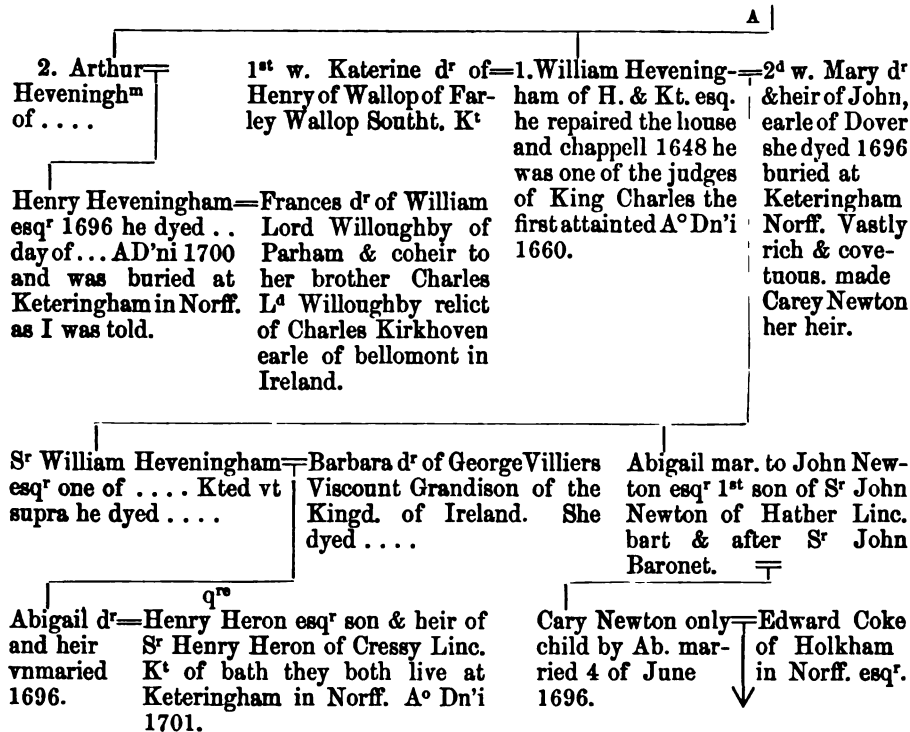 A
2. Arthur
Heveningh^m
of . . . .
1^st w. Katerine d^r of
Henry of Wallop of Far-
ley Wallop Southt. K^t
1. William Hevening-
ham of H. & Kt. esq.
he repaired the house
and chappell 1648 he
was one of the judges
of King Charles the
first attainted A^o Dn'i
1660.
2^d w. Mary d^r
& heir of John,
earle of Dover
she dyed 1696
buried at
Keteringham
Norff. Vastly
rich & cove-
tuous. made
Carey Newton
her heir.
Henry Heveningham
esq^r 1696 he dyed . .
day of ... AD'ni 1700
and was buried at
Keteringham in Norff.
as I was told.
Frances d^r of William
Lord Willoughby of
Parham & coheir to
her brother Charles
L^d Willoughby relict
of Charles Kirkhoven
earle of bellomont in
Ireland.
S^r William Heveningham
esq^r one of . . . . Kted vt
supra he dyed . . . .
Barbara d^r of George Villiers
Viscount Grandison of the
Kingd. of Ireland. She
dyed . . . .
Abigail mar. to John New-
ton esq^r 1^st son of S^r John
Newton of Hather Linc.
bart & after S^r John
Baronet.
q^re
Abigail d^r
and heir
vnmaried
1696.
Henry Heron esq^r son & heir of
S^r Henry Heron of Cressy Linc.
K^t of bath they both live at
Keteringham in Norff. A^o Dn'i
1701.
Cary Newton only
child by Ab. mar-
ried 4 of June
1696.
Edward Coke
of Holkham
in Norff. esq^r.